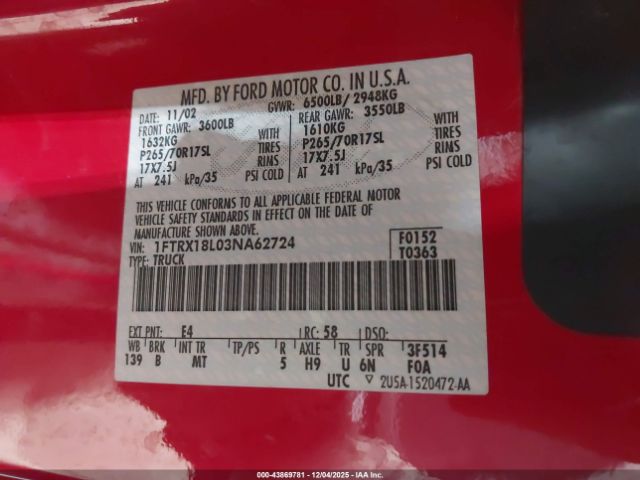 MFD. BY FORD MOTOR CO. IN U.S.A.
DATE: 11/02 GVWR: 6500LB/ 2948KG
FRONT GAWR: 3600LB REAR GAWR: 3550LB
1632KG WITH 1610KG WITH
P265/70R17SL TIRES P265/70R17SL TIRES
17X7.5J RIMS 17X7.5J RIMS
AT 241 kPa/35 PSI COLD AT 241 kPa/35 PSI COLD
THIS VEHICLE CONFORMS TO ALL APPLICABLE FEDERAL MOTOR
VEHICLE SAFETY STANDARDS IN EFFECT ON THE DATE OF
MANUFACTURE SHOWN ABOVE.
VIN: 1FTRX18L03NA62724 F0152
TYPE: TRUCK T0363
EXT PNT: E4 RC: 58 DSO:
WB BRK INT TR TP/PS R AXLE TR SPR 3F514
139 B MT 5 H9 U 6N F0A
UTC 2U5A-1520472-AA
000-43869781 - 12/04/2025 - IAA Inc.